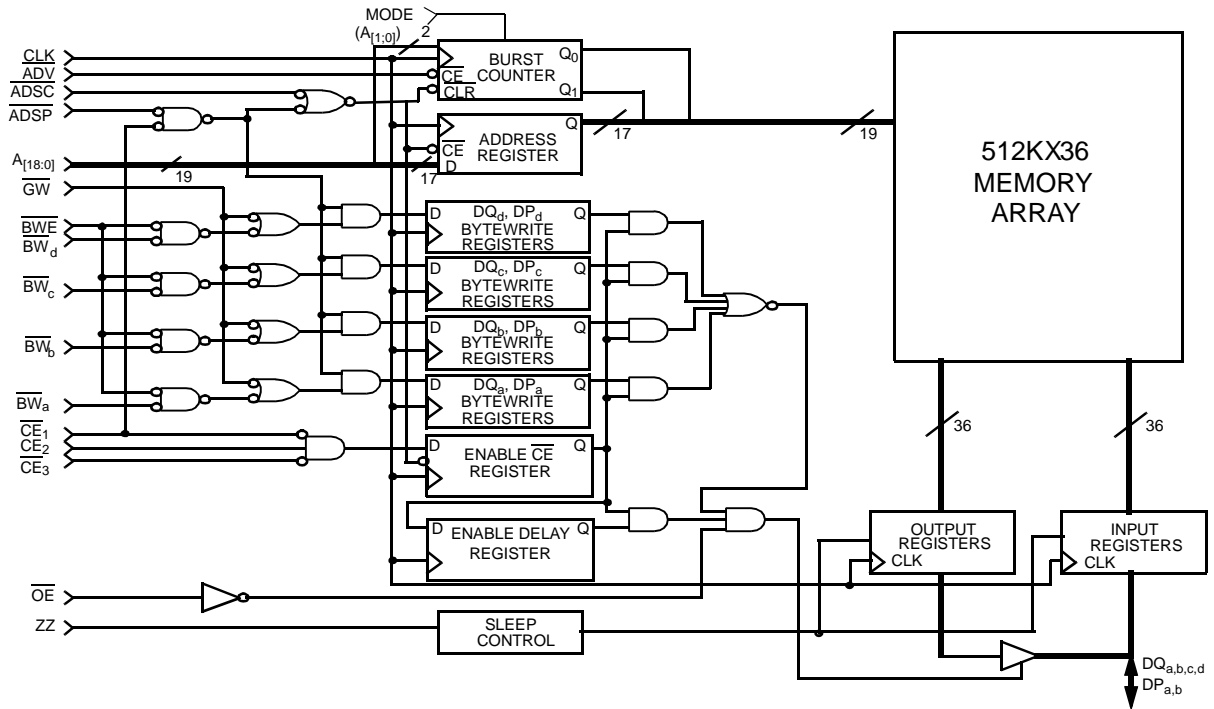 MODE
(A[1;0])
2
CLK
ADV
ADSC
ADSP
A[18:0]
19
GW
BWE
BWd
BWc
BWb
BWa
CE1
CE2
CE3
OE
ZZ
BURST
COUNTER
CE
CLR
Q0
Q1
ADDRESS
REGISTER
CE
D
Q
17
17
19
512KX36
MEMORY
ARRAY
D
DQd, DPd
BYTEWRITE
REGISTERS
Q
D
DQc, DPc
BYTEWRITE
REGISTERS
Q
D
DQb, DPb
BYTEWRITE
REGISTERS
Q
D
DQa, DPa
BYTEWRITE
REGISTERS
Q
D
ENABLE CE
REGISTER
Q
D
ENABLE DELAY
REGISTER
Q
SLEEP
CONTROL
36
36
OUTPUT
REGISTERS
CLK
INPUT
REGISTERS
CLK
DQa,b,c,d
DPa,b